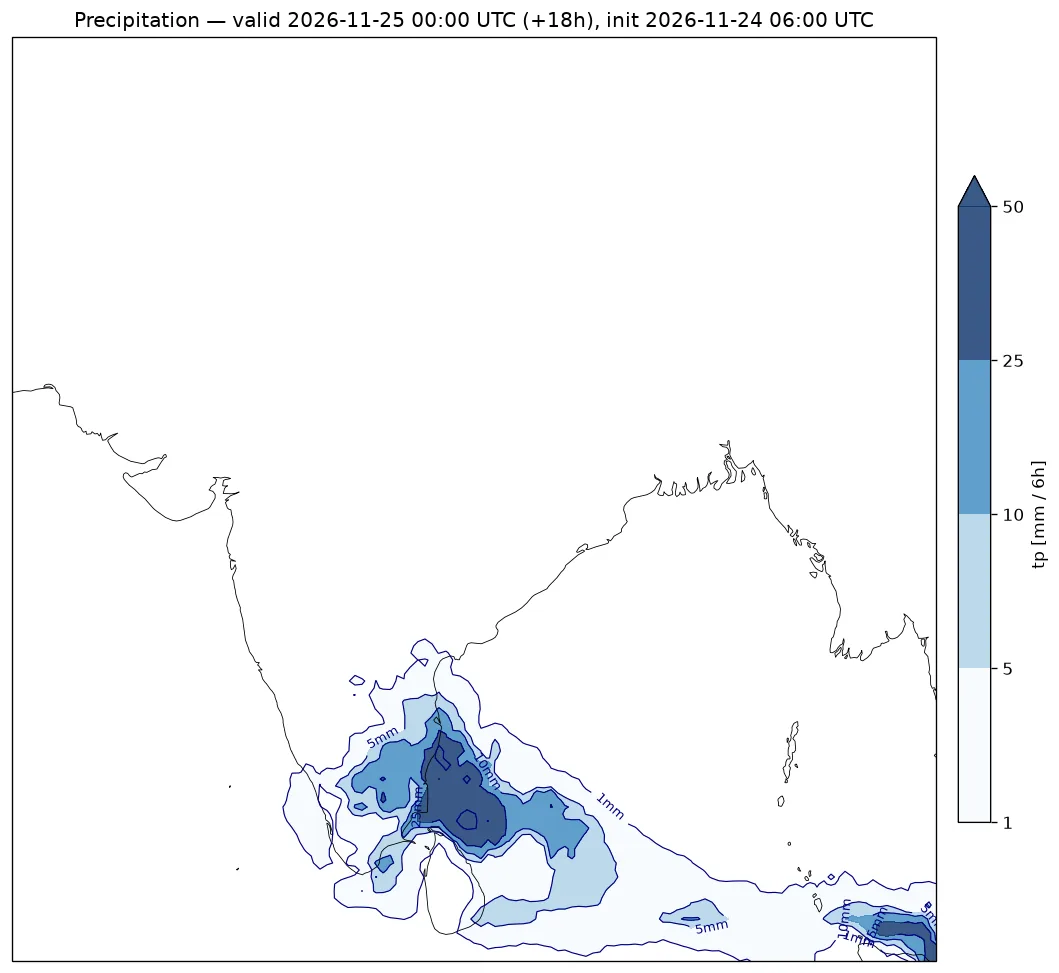 Precipitation — valid 2026-11-25 00:00 UTC (+18h), init 2026-11-24 06:00 UTC
50
25
10
5
1
tp [mm / 6h]
5mm
10mm
25mm
1mm
5mm
10mm
1mm